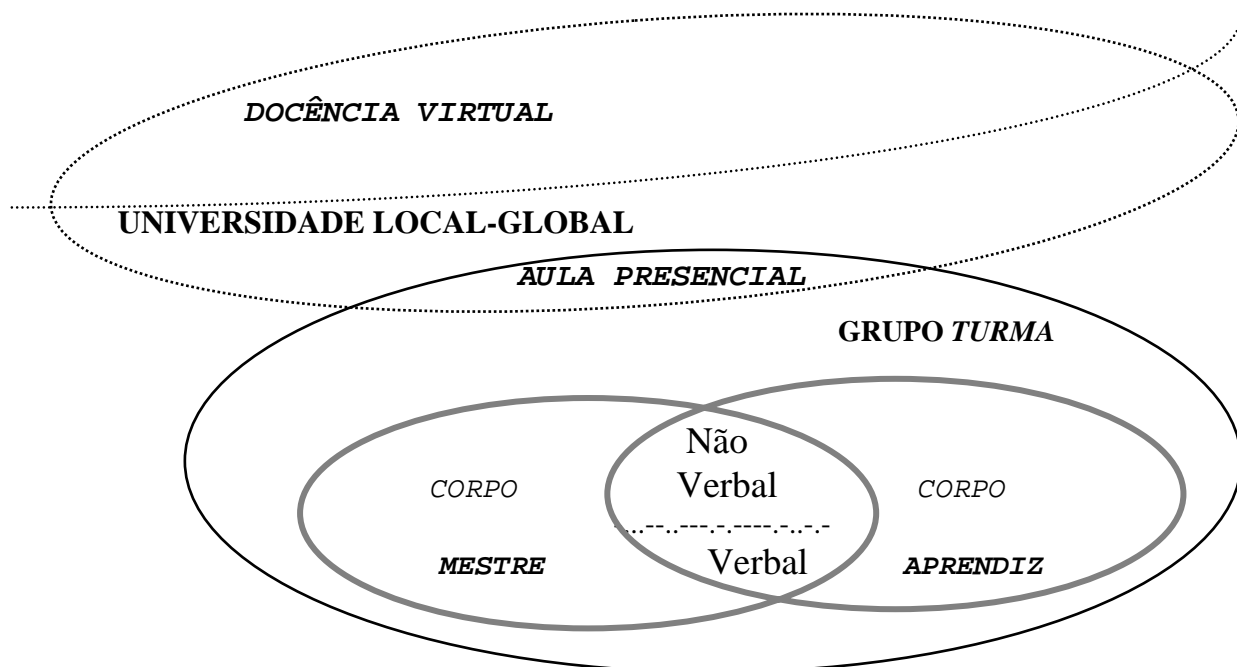 DOCÊNCIA VIRTUAL
UNIVERSIDADE LOCAL-GLOBAL
AULA PRESENCIAL
GRUPO TURMA
Não
CORPO Verbal CORPO
-...--..---.-.----.-..-.-
MESTRE Verbal APRENDIZ